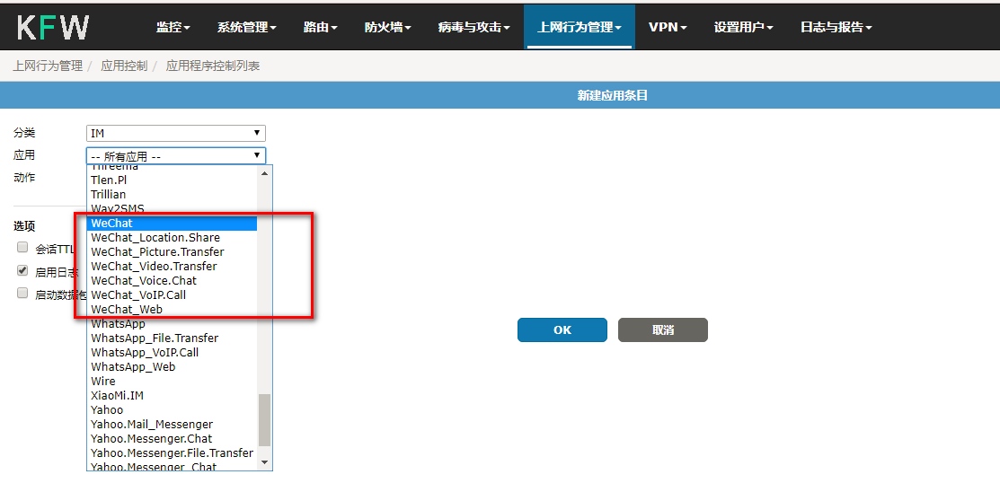 KFW 监控 系统管理 路由 防火墙 病毒与攻击 上网行为管理 VPN 设置用户 日志与报告
上网行为管理 / 应用控制 / 应用程序控制列表
新建应用条目
分类 IM
应用 -- 所有应用 --
动作
选项
会话TTL
启用日志
启动数据包
Threema
Tlen.Pl
Trillian
Way2SMS
WeChat
WeChat_Location.Share
WeChat_Picture.Transfer
WeChat_Video.Transfer
WeChat_Voice.Chat
WeChat_VoIP.Call
WeChat_Web
WhatsApp
WhatsApp_File.Transfer
WhatsApp_VoIP.Call
WhatsApp_Web
Wire
XiaoMi.IM
Yahoo
Yahoo.Mail_Messenger
Yahoo.Messenger.Chat
Yahoo.Messenger.File.Transfer
Yahoo.Messenger_Chat
OK 取消